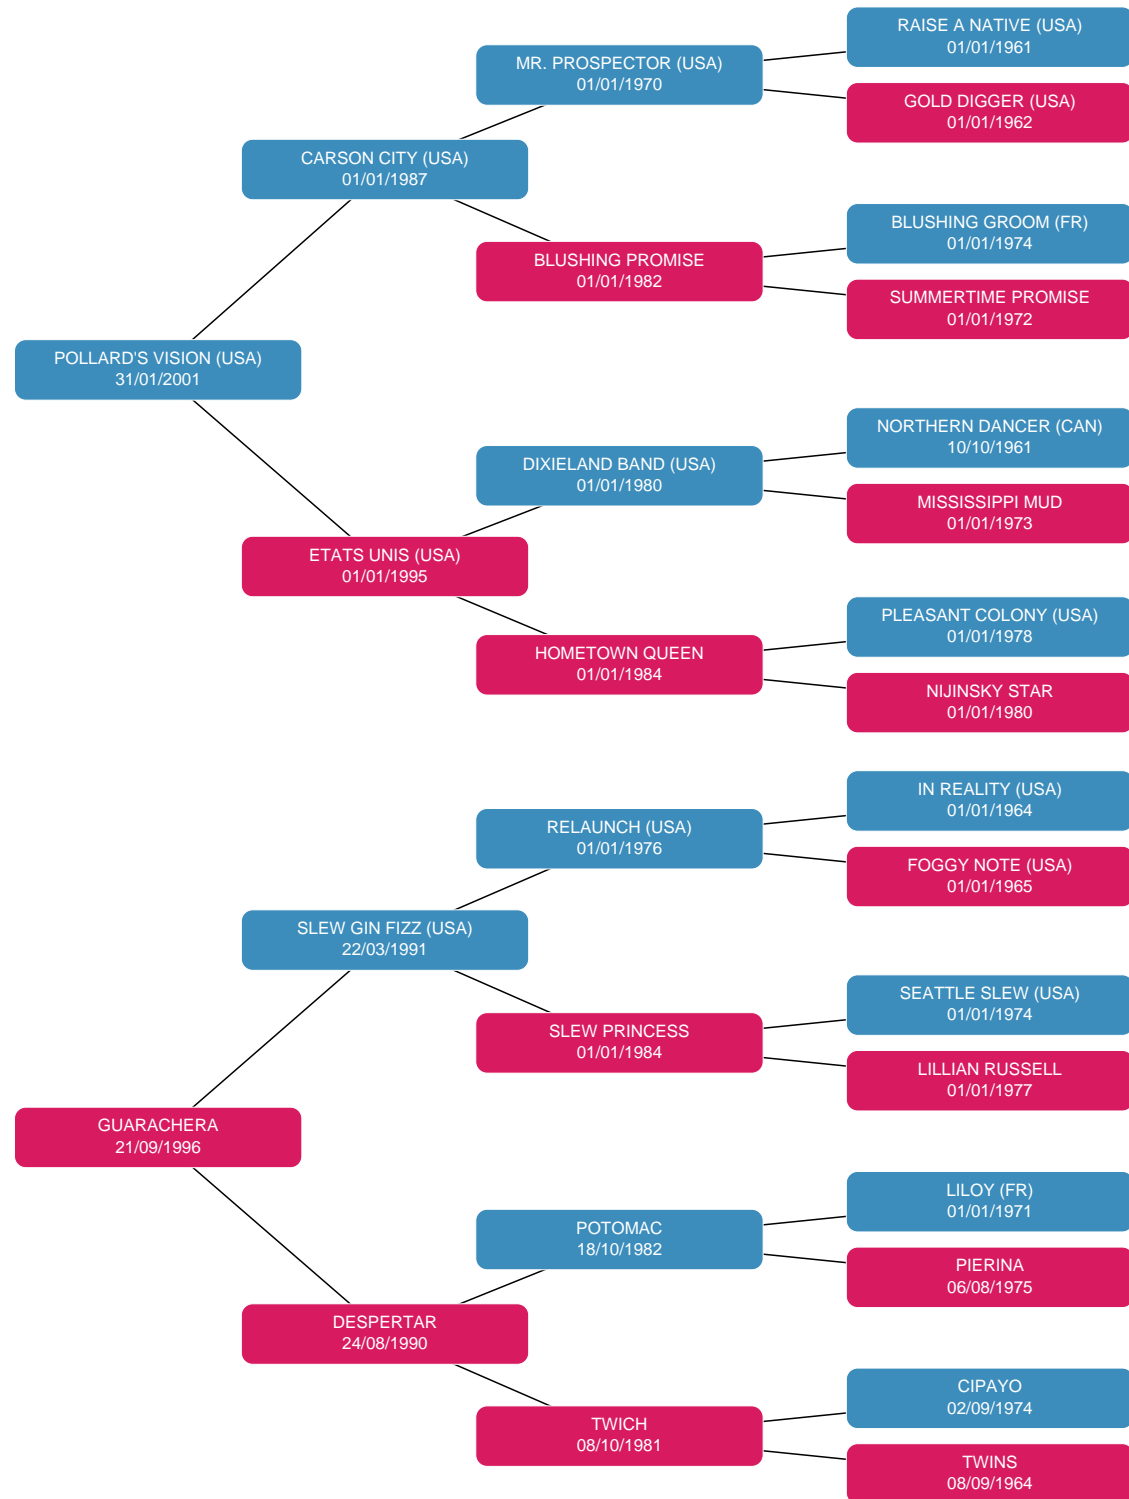 RAISE A NATIVE (USA)
01/01/1961
MR. PROSPECTOR (USA)
01/01/1970
GOLD DIGGER (USA)
01/01/1962
CARSON CITY (USA)
01/01/1987
BLUSHING GROOM (FR)
01/01/1974
BLUSHING PROMISE
01/01/1982
SUMMERTIME PROMISE
01/01/1972
POLLARD'S VISION (USA)
31/01/2001
NORTHERN DANCER (CAN)
10/10/1961
DIXIELAND BAND (USA)
01/01/1980
MISSISSIPPI MUD
01/01/1973
ETATS UNIS (USA)
01/01/1995
PLEASANT COLONY (USA)
01/01/1978
HOMETOWN QUEEN
01/01/1984
NIJINSKY STAR
01/01/1980
IN REALITY (USA)
01/01/1964
RELAUNCH (USA)
01/01/1976
FOGGY NOTE (USA)
01/01/1965
SLEW GIN FIZZ (USA)
22/03/1991
SEATTLE SLEW (USA)
01/01/1974
SLEW PRINCESS
01/01/1984
LILLIAN RUSSELL
01/01/1977
GUARACHERA
21/09/1996
LILOY (FR)
01/01/1971
POTOMAC
18/10/1982
PIERINA
06/08/1975
DESPERTAR
24/08/1990
CIPAYO
02/09/1974
TWICH
08/10/1981
TWINS
08/09/1964